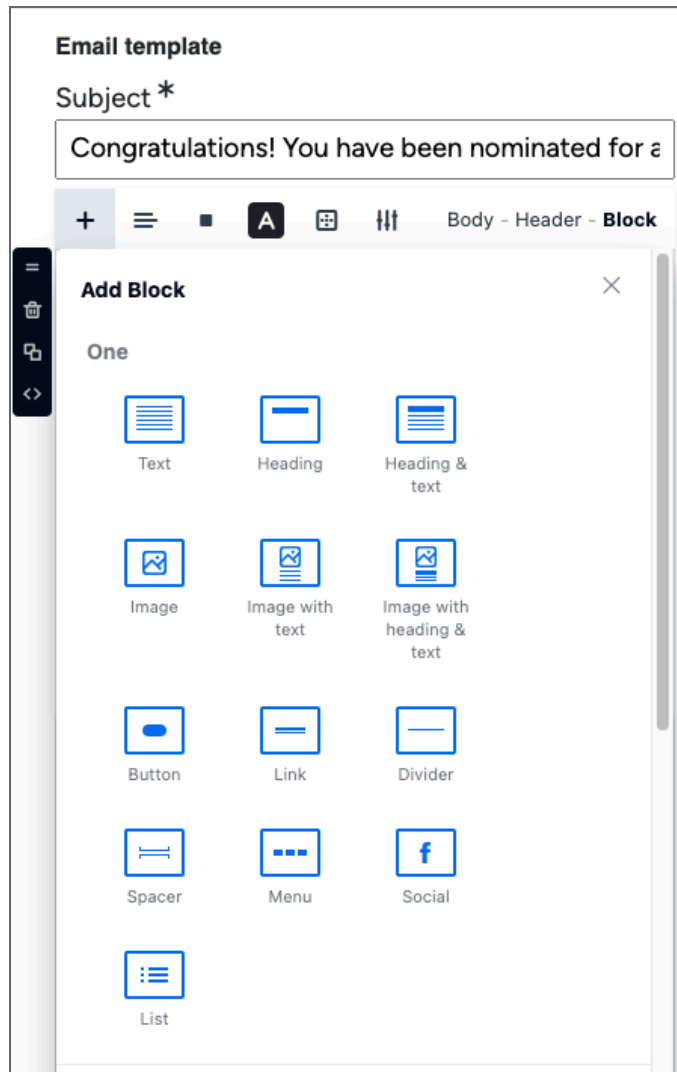 Email template
Subject *
Congratulations! You have been nominated for a
Body - Header - Block
Add Block
One
Text
Heading
Heading &
text
Image
Image with
text
Image with
heading &
text
Button
Link
Divider
Spacer
Menu
Social
List